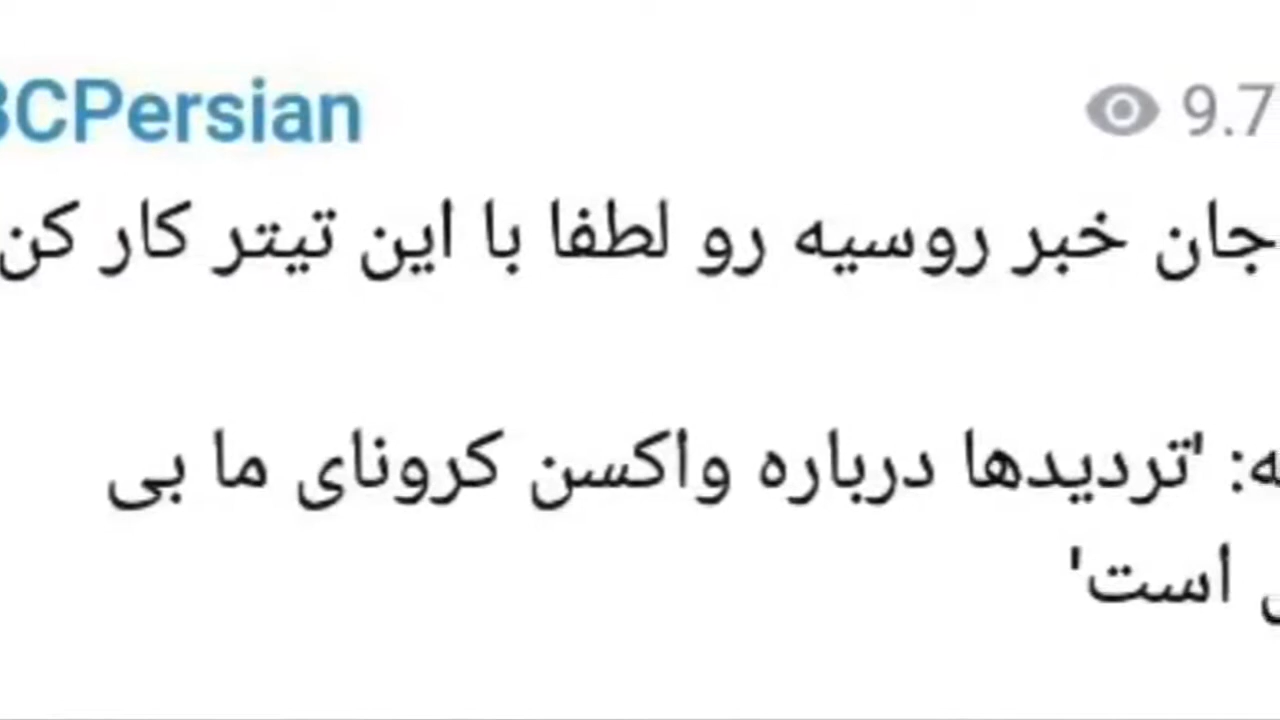 BCPersian 9.7
جان خبر روسیه رو لطفا با این تیتر کار کن
ه: 'تردیدها درباره واکسن کرونای ما بی
است'